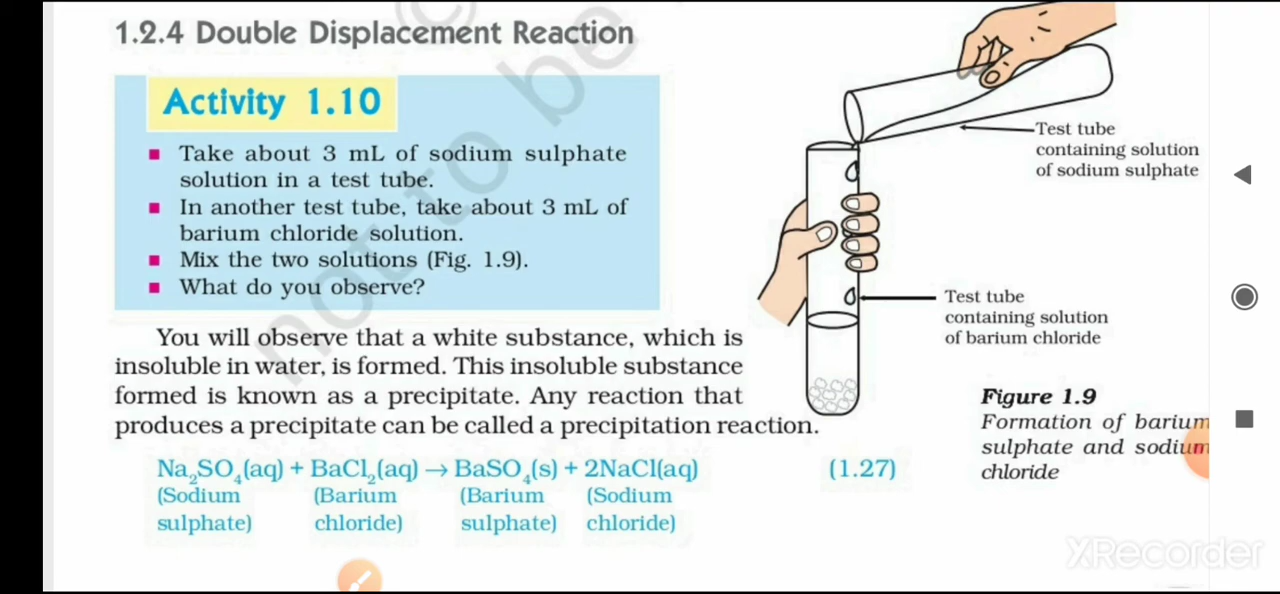 1.2.4 Double Displacement Reaction
Activity 1.10
Take about 3 mL of sodium sulphate
solution in a test tube.
In another test tube, take about 3 mL of
barium chloride solution.
Mix the two solutions (Fig. 1.9).
What do you observe?
Test tube
containing solution
of sodium sulphate
Test tube
containing solution
of barium chloride
Figure 1.9
Formation of barium
sulphate and sodium
chloride
You will observe that a white substance, which is
insoluble in water, is formed. This insoluble substance
formed is known as a precipitate. Any reaction that
produces a precipitate can be called a precipitation reaction.
Na₂SO₄(aq) + BaCl₂(aq) → BaSO₄(s) + 2NaCl(aq) (1.27)
(Sodium (Barium (Barium (Sodium
sulphate) chloride) sulphate) chloride)
not to be
XRecorder